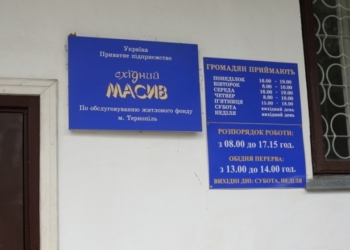 Україна
Приватне підприємство
східний
МАСИВ
По обслуговуванню житлового фонду
м. Тернопіль
ГРОМАДЯН ПРИЙМАЮТЬ
ПОНЕДІЛОК
ВІВТОРОК
СЕРЕДА
ЧЕТВЕР
П'ЯТНИЦЯ
СУБОТА вихідний день
НЕДІЛЯ вихідний день
РОЗПОРЯДОК РОБОТИ:
з 08.00 до 17.15 год.
ОБІДНЯ ПЕРЕРВА:
з 13.00 до 14.00 год.
ВИХІДНІ ДНІ: СУБОТА, НЕДІЛЯ